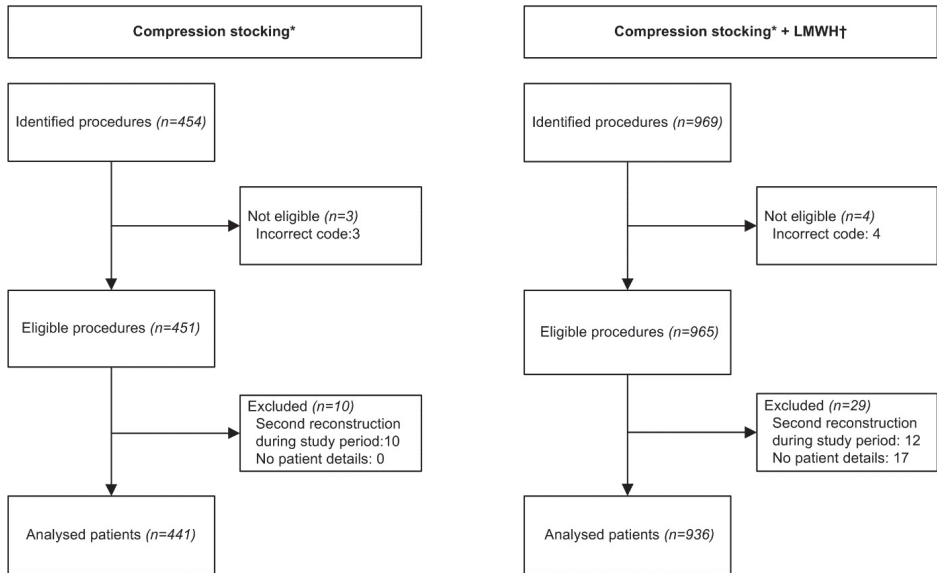 Compression stocking*
Identified procedures (n=454)
Not eligible (n=3)
Incorrect code:3
Eligible procedures (n=451)
Excluded (n=10)
Second reconstruction
during study period:10
No patient details: 0
Analysed patients (n=441)
Compression stocking* + LMWH†
Identified procedures (n=969)
Not eligible (n=4)
Incorrect code: 4
Eligible procedures (n=965)
Excluded (n=29)
Second reconstruction
during study period: 12
No patient details: 17
Analysed patients (n=936)